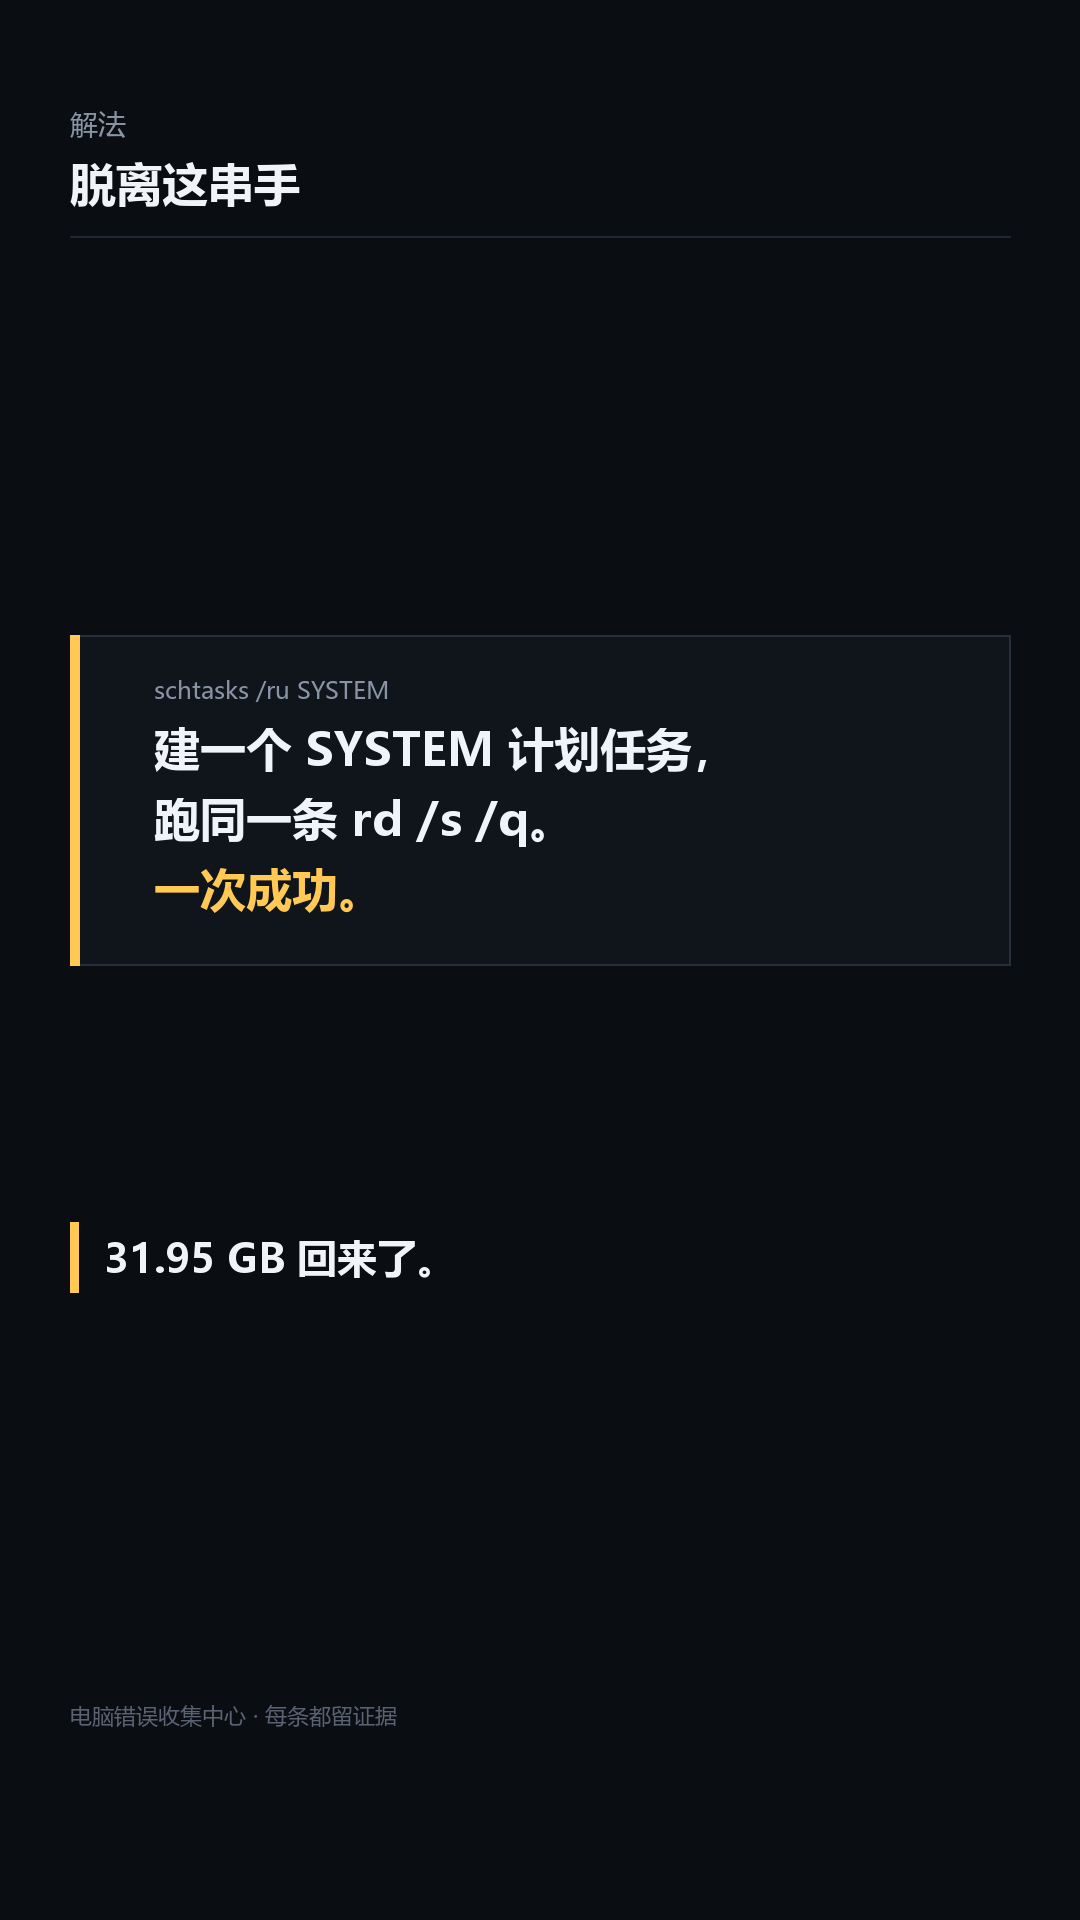 解法
脱离这串手
schtasks /ru SYSTEM
建一个 SYSTEM 计划任务，
跑同一条 rd /s /q。
一次成功。
31.95 GB 回来了。
电脑错误收集中心 · 每条都留证据